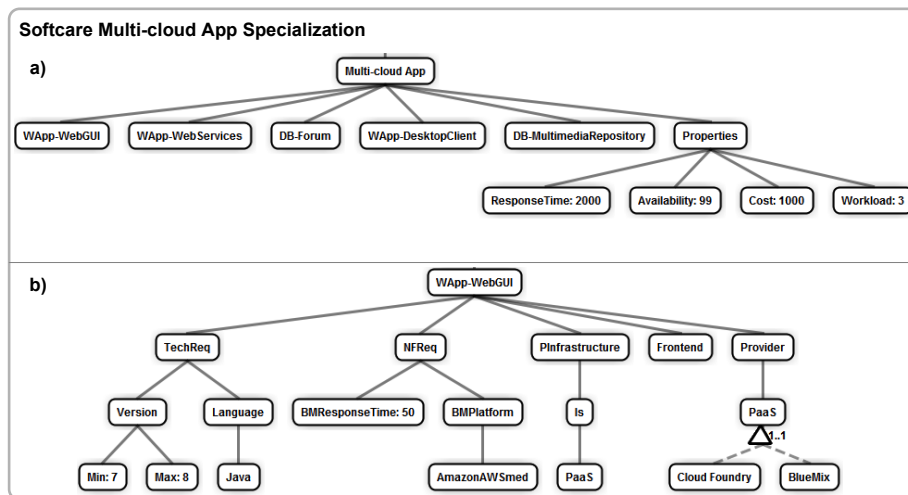 Softcare Multi-cloud App Specialization
a)
Multi-cloud App
WApp-WebGUI WApp-WebServices DB-Forum WApp-DesktopClient DB-MultimediaRepository Properties
ResponseTime: 2000 Availability: 99 Cost: 1000 Workload: 3
b)
WApp-WebGUI
TechReq NFReq PInfrastructure Frontend Provider
Version Language BMResponseTime: 50 BMPlatform Is PaaS
1..1
Min: 7 Max: 8 Java AmazonAWSmed PaaS Cloud Foundry BlueMix